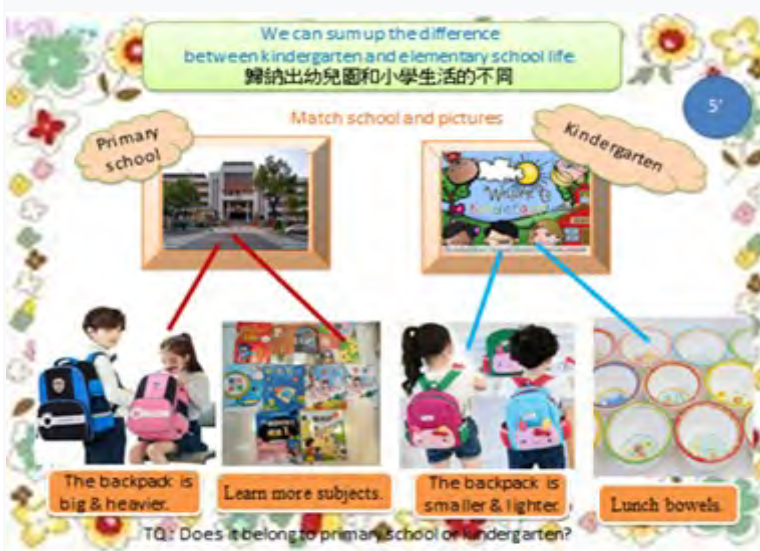 We can sum up the difference
between kindergarten and elementary school life.
歸納出幼兒園和小學生活的不同
5'
Match school and pictures
Primary
school
Kindergarten
Welcome to
Kindergarten
The backpack is
big & heavier.
Learn more subjects.
The backpack is
smaller & lighter.
Lunch bowels.
TQ: Does it belong to primary school or kindergarten?